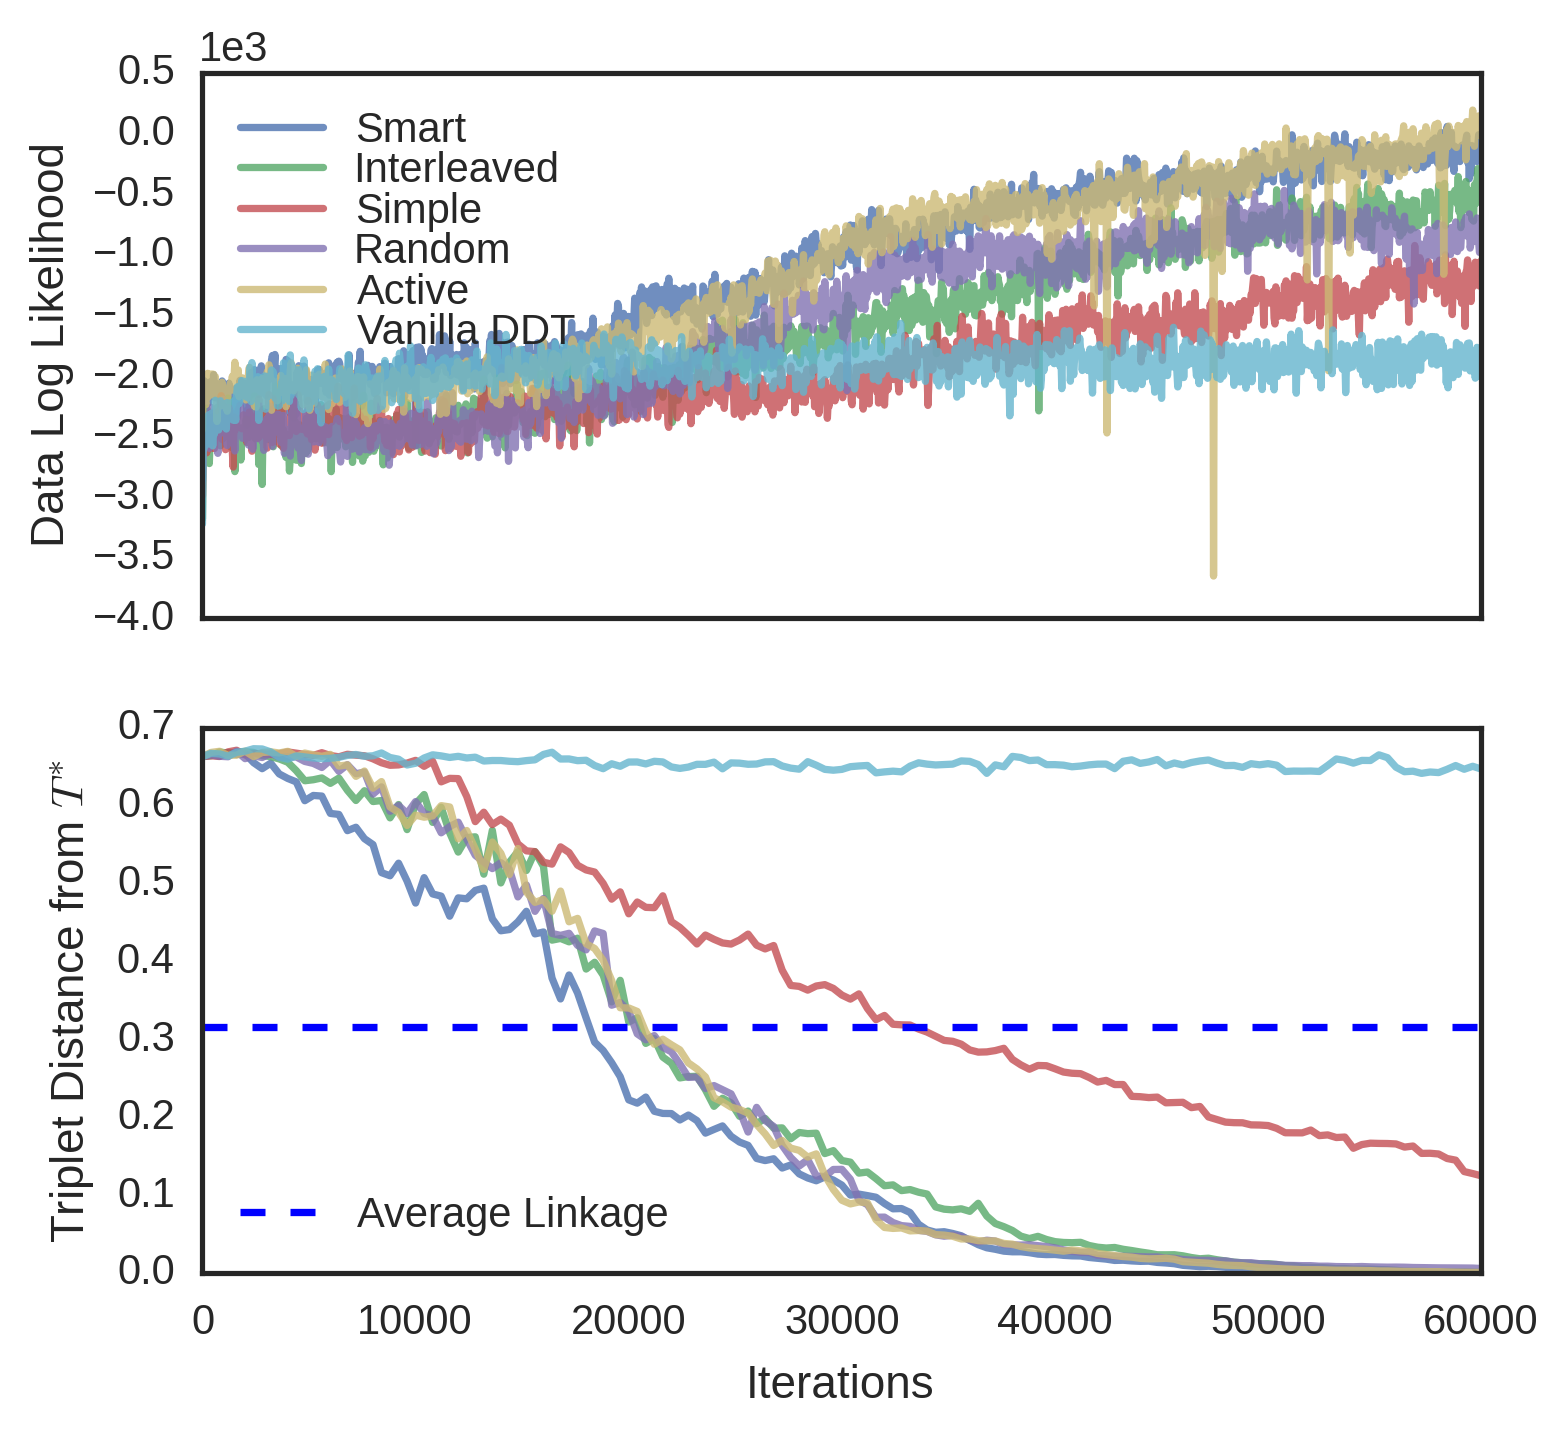 1e3
0.5
0.0
−0.5
−1.0
−1.5
−2.0
−2.5
−3.0
−3.5
−4.0
Data Log Likelihood
Smart
Interleaved
Simple
Random
Active
Vanilla DDT
0.7
0.6
0.5
0.4
0.3
0.2
0.1
0.0
Triplet Distance from T*
Average Linkage
0 10000 20000 30000 40000 50000 60000
Iterations